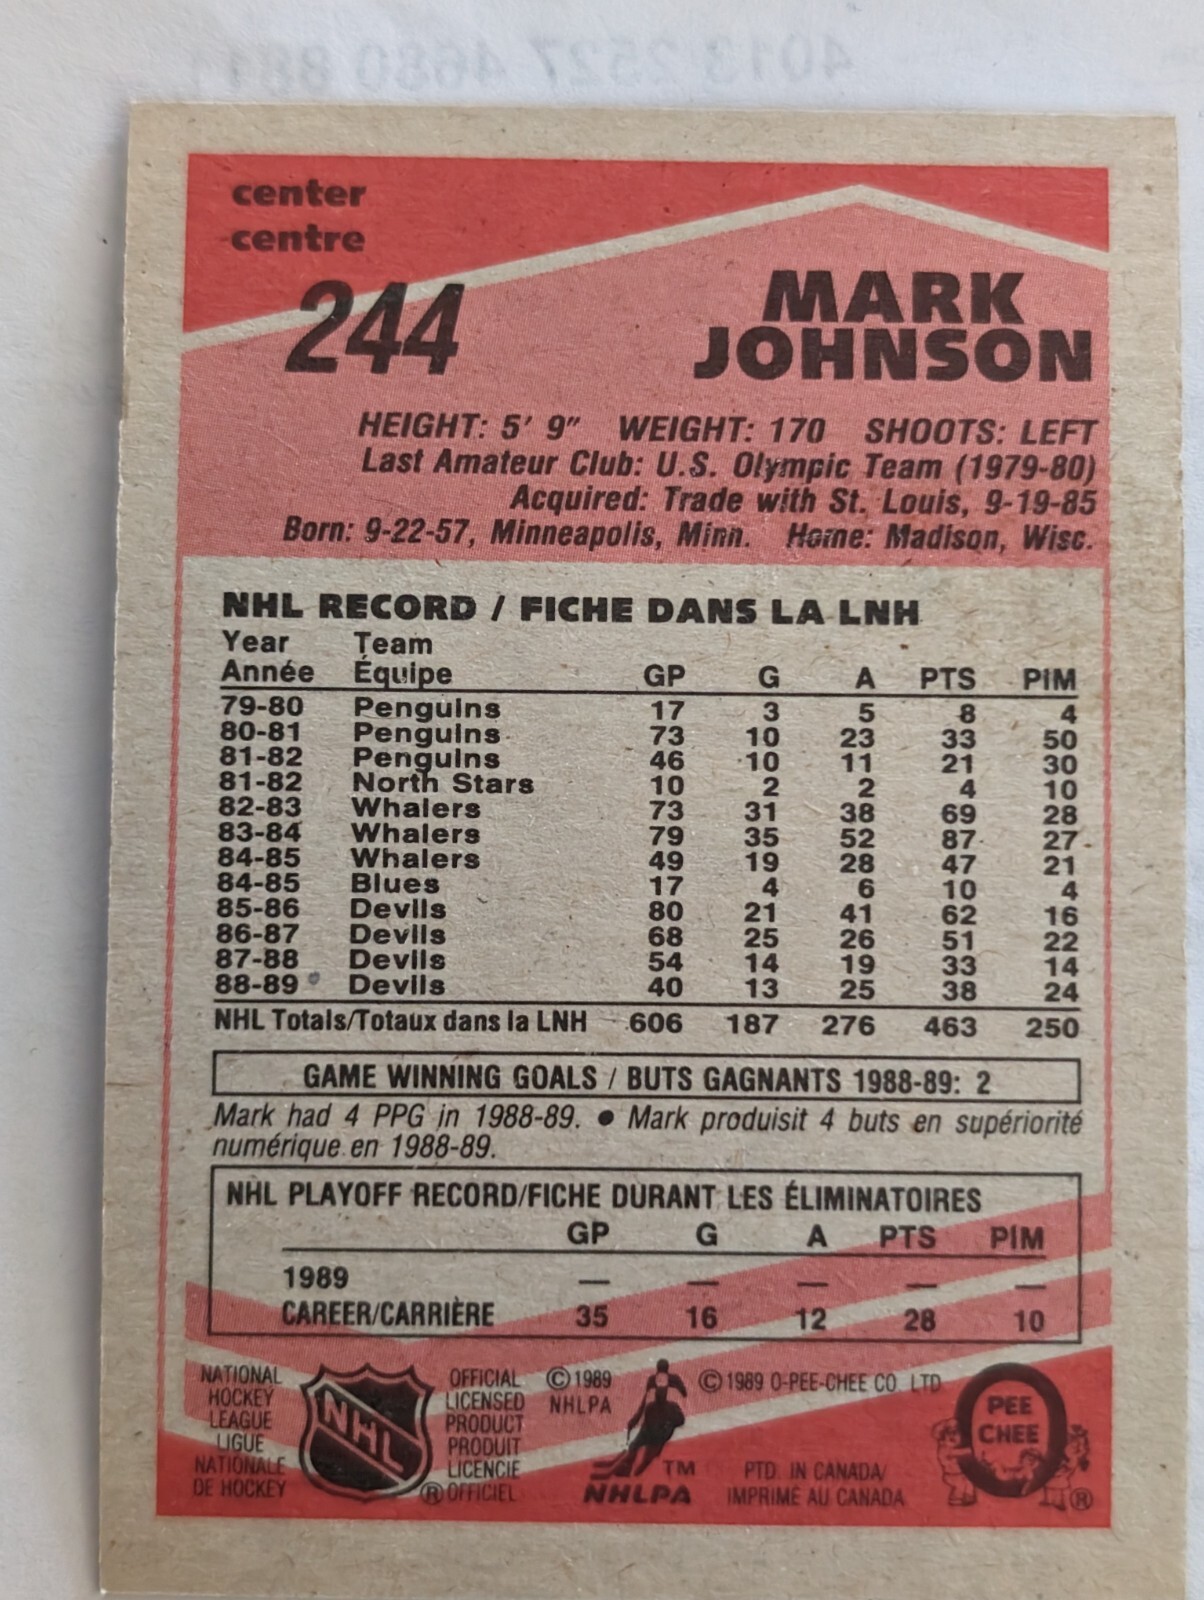 4013 2527 4680 8811
center
centre
244
MARK
JOHNSON
HEIGHT: 5' 9" WEIGHT: 170 SHOOTS: LEFT
Last Amateur Club: U.S. Olympic Team (1979-80)
Acquired: Trade with St. Louis, 9-19-85
Born: 9-22-57, Minneapolis, Minn. Home: Madison, Wisc.
NHL RECORD / FICHE DANS LA LNH
Year Team
Année Équipe GP G A PTS PIM
79-80 Penguins 17 3 5 8 4
80-81 Penguins 73 10 23 33 50
81-82 Penguins 46 10 11 21 30
81-82 North Stars 10 2 2 4 10
82-83 Whalers 73 31 38 69 28
83-84 Whalers 79 35 52 87 27
84-85 Whalers 49 19 28 47 21
84-85 Blues 17 4 6 10 4
85-86 Devils 80 21 41 62 16
86-87 Devils 68 25 26 51 22
87-88 Devils 54 14 19 33 14
88-89 Devils 40 13 25 38 24
NHL Totals/Totaux dans la LNH 606 187 276 463 250
GAME WINNING GOALS / BUTS GAGNANTS 1988-89: 2
Mark had 4 PPG in 1988-89. ● Mark produisit 4 buts en supériorité
numérique en 1988-89.
NHL PLAYOFF RECORD/FICHE DURANT LES ÉLIMINATOIRES
GP G A PTS PIM
1989 — — — — —
CAREER/CARRIÈRE 35 16 12 28 10
NATIONAL
HOCKEY
LEAGUE
LIGUE
NATIONALE
DE HOCKEY
NHL
OFFICIAL
LICENSED
PRODUCT
PRODUIT
LICENCIE
® OFFICIEL
© 1989
NHLPA
TM
NHLPA
© 1989 O-PEE-CHEE CO. LTD.
PTD. IN CANADA/
IMPRIMÉ AU CANADA
O
PEE
CHEE
®